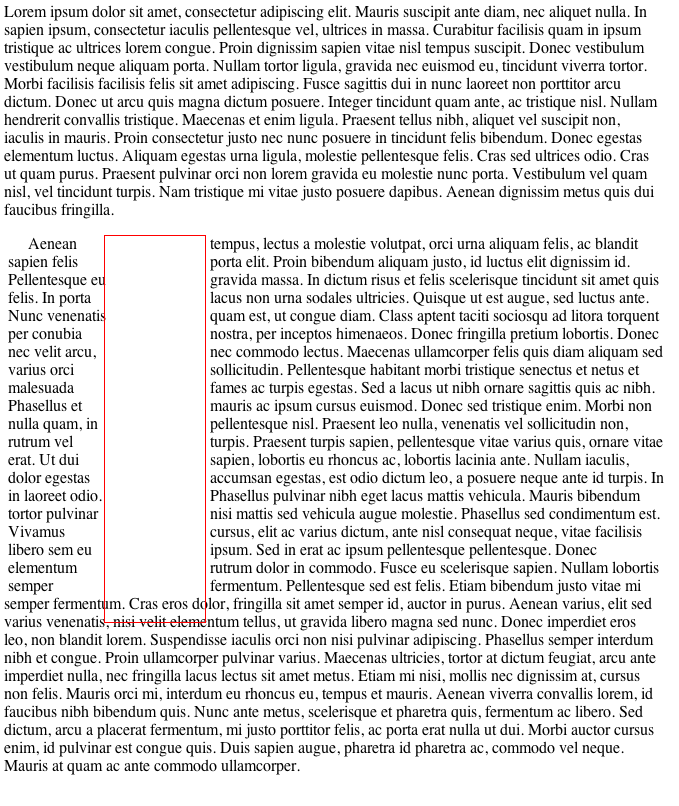 Lorem ipsum dolor sit amet, consectetur adipiscing elit. Mauris suscipit ante diam, nec aliquet nulla. In
sapien ipsum, consectetur iaculis pellentesque vel, ultrices in massa. Curabitur facilisis quam in ipsum
tristique ac ultrices lorem congue. Proin dignissim sapien vitae nisl tempus suscipit. Donec vestibulum
vestibulum neque aliquam porta. Nullam tortor ligula, gravida nec euismod eu, tincidunt viverra tortor.
Morbi facilisis facilisis felis sit amet adipiscing. Fusce sagittis dui in nunc laoreet non porttitor arcu
dictum. Donec ut arcu quis magna dictum posuere. Integer tincidunt quam ante, ac tristique nisl. Nullam
hendrerit convallis tristique. Maecenas et enim ligula. Praesent tellus nibh, aliquet vel suscipit non,
iaculis in mauris. Proin consectetur justo nec nunc posuere in tincidunt felis bibendum. Donec egestas
elementum luctus. Aliquam egestas urna ligula, molestie pellentesque felis. Cras sed ultrices odio. Cras
ut quam purus. Praesent pulvinar orci non lorem gravida eu molestie nunc porta. Vestibulum vel quam
nisl, vel tincidunt turpis. Nam tristique mi vitae justo posuere dapibus. Aenean dignissim metus quis dui
faucibus fringilla.
Aenean tempus, lectus a molestie volutpat, orci urna aliquam felis, ac blandit
sapien felis porta elit. Proin bibendum aliquam justo, id luctus elit dignissim id.
Pellentesque eu gravida massa. In dictum risus et felis scelerisque tincidunt sit amet quis
felis. In porta lacus non urna sodales ultricies. Quisque ut est augue, sed luctus ante.
Nunc venenatis quam est, ut congue diam. Class aptent taciti sociosqu ad litora torquent
per conubia nostra, per inceptos himenaeos. Donec fringilla pretium lobortis. Donec
nec velit arcu, nec commodo lectus. Maecenas ullamcorper felis quis diam aliquam sed
varius orci sollicitudin. Pellentesque habitant morbi tristique senectus et netus et
malesuada fames ac turpis egestas. Sed a lacus ut nibh ornare sagittis quis ac nibh.
Phasellus et mauris ac ipsum cursus euismod. Donec sed tristique enim. Morbi non
nulla quam, in pellentesque nisl. Praesent leo nulla, venenatis vel sollicitudin non,
rutrum vel turpis. Praesent turpis sapien, pellentesque vitae varius quis, ornare vitae
erat. Ut dui sapien, lobortis eu rhoncus ac, lobortis lacinia ante. Nullam iaculis,
dolor egestas accumsan egestas, est odio dictum leo, a posuere neque ante id turpis. In
in laoreet odio. Phasellus pulvinar nibh eget lacus mattis vehicula. Mauris bibendum
tortor pulvinar nisi mattis sed vehicula augue molestie. Phasellus sed condimentum est.
Vivamus cursus, elit ac varius dictum, ante nisl consequat neque, vitae facilisis
libero sem eu ipsum. Sed in erat ac ipsum pellentesque pellentesque. Donec
elementum rutrum dolor in commodo. Fusce eu scelerisque sapien. Nullam lobortis
semper fermentum. Pellentesque sed est felis. Etiam bibendum justo vitae mi
semper fermentum. Cras eros dolor, fringilla sit amet semper id, auctor in purus. Aenean varius, elit sed
varius venenatis, nisi velit elementum tellus, ut gravida libero magna sed nunc. Donec imperdiet eros
leo, non blandit lorem. Suspendisse iaculis orci non nisi pulvinar adipiscing. Phasellus semper interdum
nibh et congue. Proin ullamcorper pulvinar varius. Maecenas ultricies, tortor at dictum feugiat, arcu ante
imperdiet nulla, nec fringilla lacus lectus sit amet metus. Etiam mi nisi, mollis nec dignissim at, cursus
non felis. Mauris orci mi, interdum eu rhoncus eu, tempus et mauris. Aenean viverra convallis lorem, id
faucibus nibh bibendum quis. Nunc ante metus, scelerisque et pharetra quis, fermentum ac libero. Sed
dictum, arcu a placerat fermentum, mi justo porttitor felis, ac porta erat nulla ut dui. Morbi auctor cursus
enim, id pulvinar est congue quis. Duis sapien augue, pharetra id pharetra ac, commodo vel neque.
Mauris at quam ac ante commodo ullamcorper.